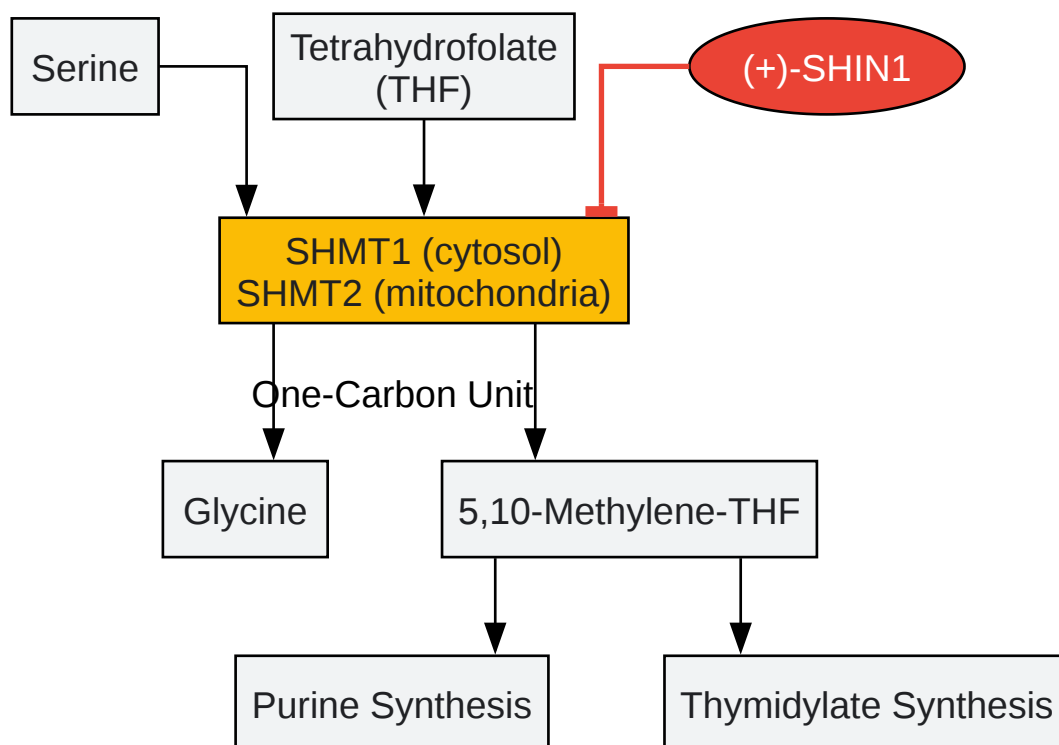 Serine
Tetrahydrofolate
(THF)
(+)-SHIN1
SHMT1 (cytosol)
SHMT2 (mitochondria)
One-Carbon Unit
Glycine
5,10-Methylene-THF
Purine Synthesis
Thymidylate Synthesis